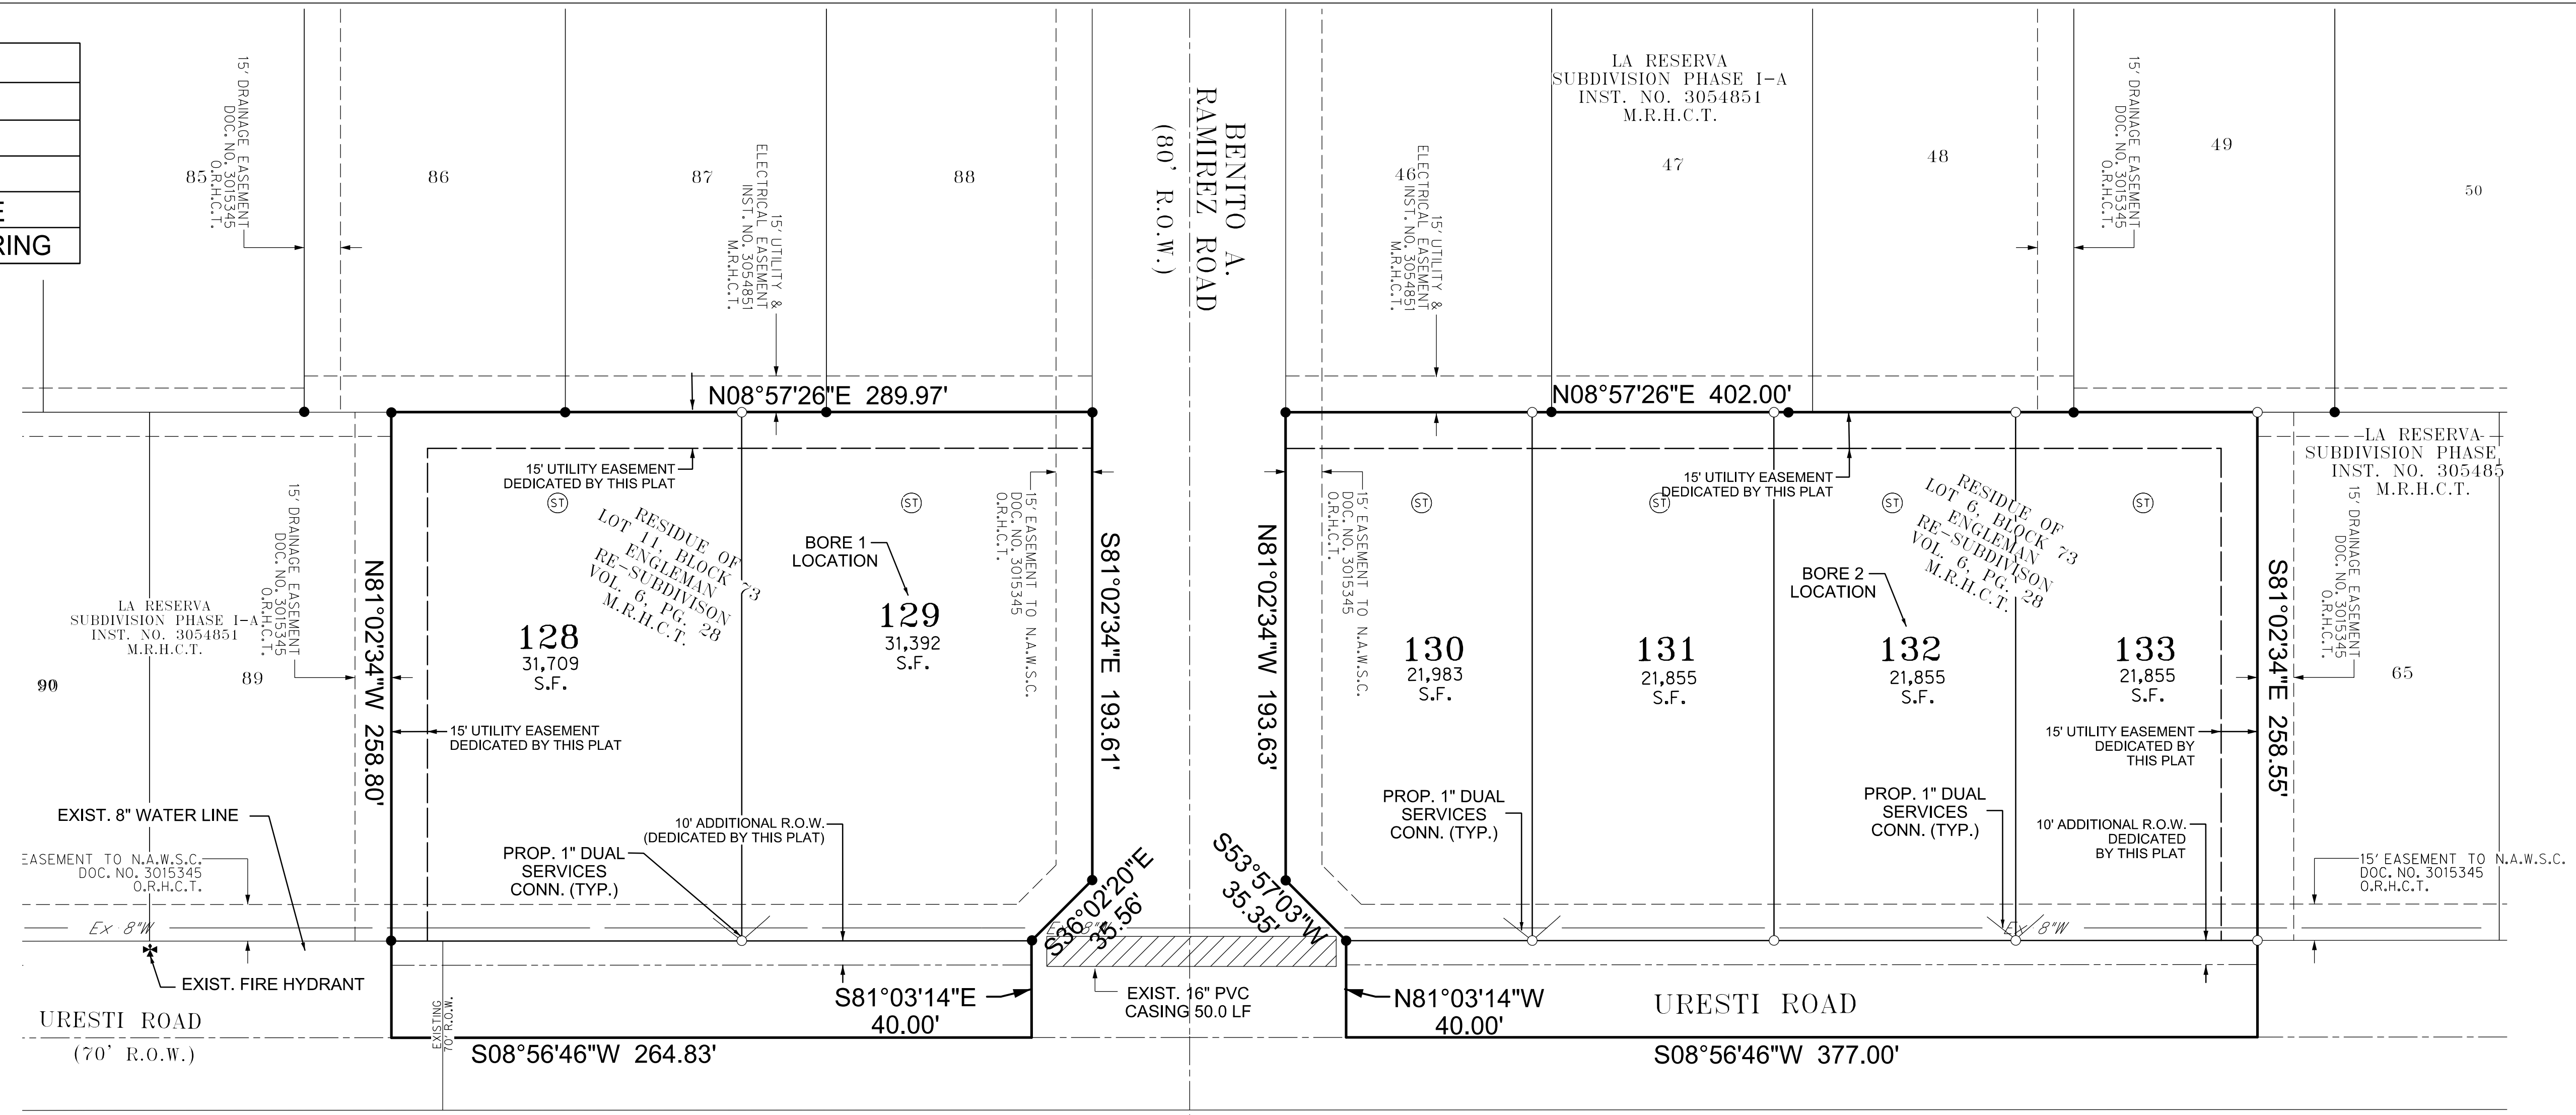 E
RING
15' DRAINAGE EASEMENT
DOC. NO. 3015345
O.R.H.C.T.
85
86
87
88
15' UTILITY &
ELECTRICAL EASEMENT
INST. NO. 3054851
M.R.H.C.T.
BENITO A.
RAMIREZ ROAD
(80' R.O.W.)
46
15' UTILITY &
ELECTRICAL EASEMENT
INST. NO. 3054851
M.R.H.C.T.
LA RESERVA
SUBDIVISION PHASE I-A
INST. NO. 3054851
M.R.H.C.T.
47
48
15' DRAINAGE EASEMENT
DOC. NO. 3015345
O.R.H.C.T.
49
50
N08°57'26"E 289.97'
N08°57'26"E 402.00'
15' UTILITY EASEMENT
DEDICATED BY THIS PLAT
ST
ST
RESIDUE OF
LOT 11, BLOCK 73
ENGLEMAN
RE-SUBDIVISON
VOL. 6, PG. 28
M.R.H.C.T.
BORE 1
LOCATION
128
31,709
S.F.
129
31,392
S.F.
15' EASEMENT TO N.A.W.S.C.
DOC. NO. 3015345
O.R.H.C.T.
S81°02'34"E 193.61'
N81°02'34"W 193.63'
15' EASEMENT TO N.A.W.S.C.
DOC. NO. 3015345
O.R.H.C.T.
15' UTILITY EASEMENT
DEDICATED BY THIS PLAT
ST
ST
ST
ST
RESIDUE OF
LOT 6, BLOCK 73
ENGLEMAN
RE-SUBDIVISON
VOL. 6, PG. 28
M.R.H.C.T.
BORE 2
LOCATION
130
21,983
S.F.
131
21,855
S.F.
132
21,855
S.F.
133
21,855
S.F.
LA RESERVA
SUBDIVISION PHASE
INST. NO. 305485
M.R.H.C.T.
15' DRAINAGE EASEMENT
DOC. NO. 3015345
O.R.H.C.T.
65
S81°02'34"E 258.55'
LA RESERVA
SUBDIVISION PHASE I-A
INST. NO. 3054851
M.R.H.C.T.
90
89
15' DRAINAGE EASEMENT
DOC. NO. 3015345
O.R.H.C.T.
N81°02'34"W 258.80'
15' UTILITY EASEMENT
DEDICATED BY THIS PLAT
15' UTILITY EASEMENT
DEDICATED BY
THIS PLAT
EXIST. 8" WATER LINE
EASEMENT TO N.A.W.S.C.
DOC. NO. 3015345
O.R.H.C.T.
PROP. 1" DUAL
SERVICES
CONN. (TYP.)
10' ADDITIONAL R.O.W.
(DEDICATED BY THIS PLAT)
S36°02'20"E
35.56'
S53°57'03"W
35.35'
PROP. 1" DUAL
SERVICES
CONN. (TYP.)
PROP. 1" DUAL
SERVICES
CONN. (TYP.)
10' ADDITIONAL R.O.W.
DEDICATED
BY THIS PLAT
15' EASEMENT TO N.A.W.S.C.
DOC. NO. 3015345
O.R.H.C.T.
Ex 8"W
Ex 8"W
Ex 8"W
EXIST. FIRE HYDRANT
URESTI ROAD
(70' R.O.W.)
EXISTING
70' R.O.W.
S81°03'14"E
40.00'
EXIST. 16" PVC
CASING 50.0 LF
N81°03'14"W
40.00'
URESTI ROAD
S08°56'46"W 264.83'
S08°56'46"W 377.00'